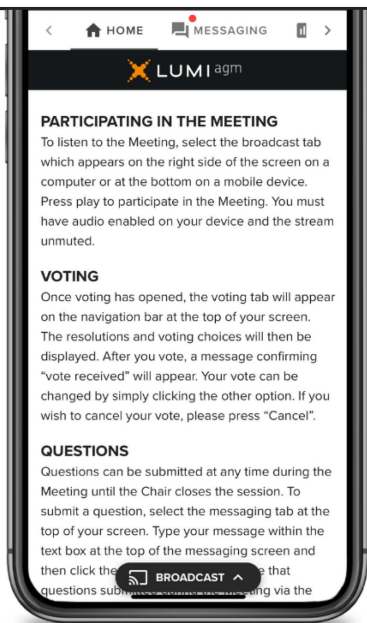 HOME MESSAGING
LUMI agm
PARTICIPATING IN THE MEETING
To listen to the Meeting, select the broadcast tab
which appears on the right side of the screen on a
computer or at the bottom on a mobile device.
Press play to participate in the Meeting. You must
have audio enabled on your device and the stream
unmuted.
VOTING
Once voting has opened, the voting tab will appear
on the navigation bar at the top of your screen.
The resolutions and voting choices will then be
displayed. After you vote, a message confirming
“vote received” will appear. Your vote can be
changed by simply clicking the other option. If you
wish to cancel your vote, please press “Cancel”.
QUESTIONS
Questions can be submitted at any time during the
Meeting until the Chair closes the session. To
submit a question, select the messaging tab at the
top of your screen. Type your message within the
text box at the top of the messaging screen and
then click the that
BROADCAST
questions submitted during the Meeting via the